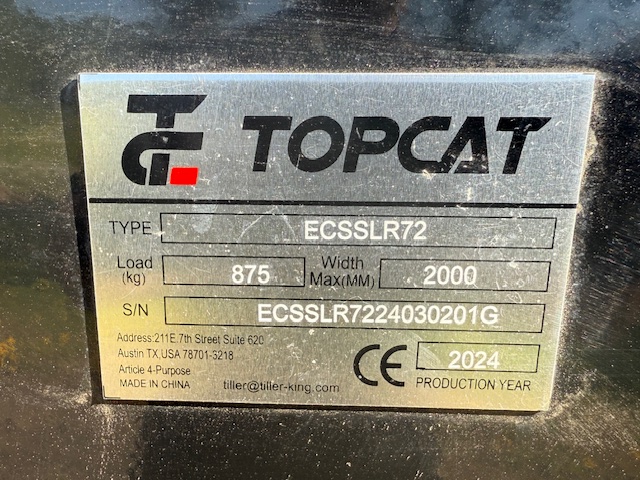 TOPCAT
TYPE ECSSLR72
Load (kg) 875 Width Max(MM) 2000
S/N ECSSLR7224030201G
Address:211E.7th Street Suite 620
Austin TX,USA 78701-3218
Article 4-Purpose
MADE IN CHINA
tiller@tiller-king.com
CE
2024
PRODUCTION YEAR